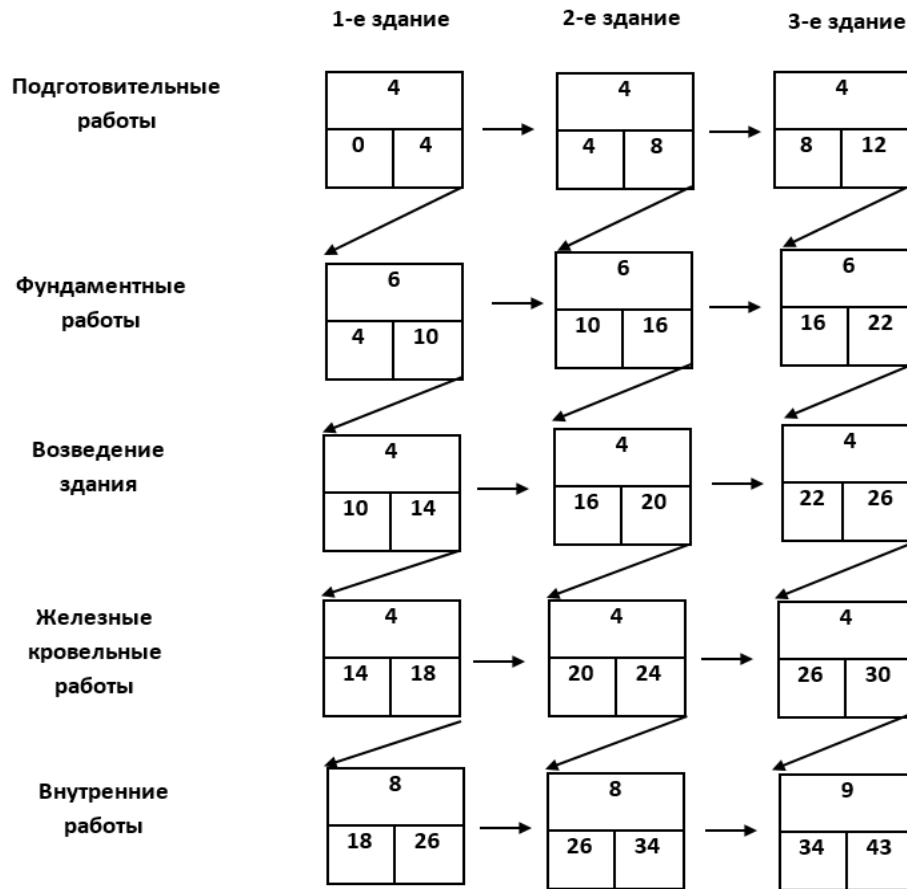 1-е здание 2-е здание 3-е здание
Подготовительные
работы
4 4 4
0 4 4 8 8 12
Фундаментные
работы
6 6 6
4 10 10 16 16 22
Возведение
здания
4 4 4
10 14 16 20 22 26
Железные
кровельные
работы
4 4 4
14 18 20 24 26 30
Внутренние
работы
8 8 9
18 26 26 34 34 43